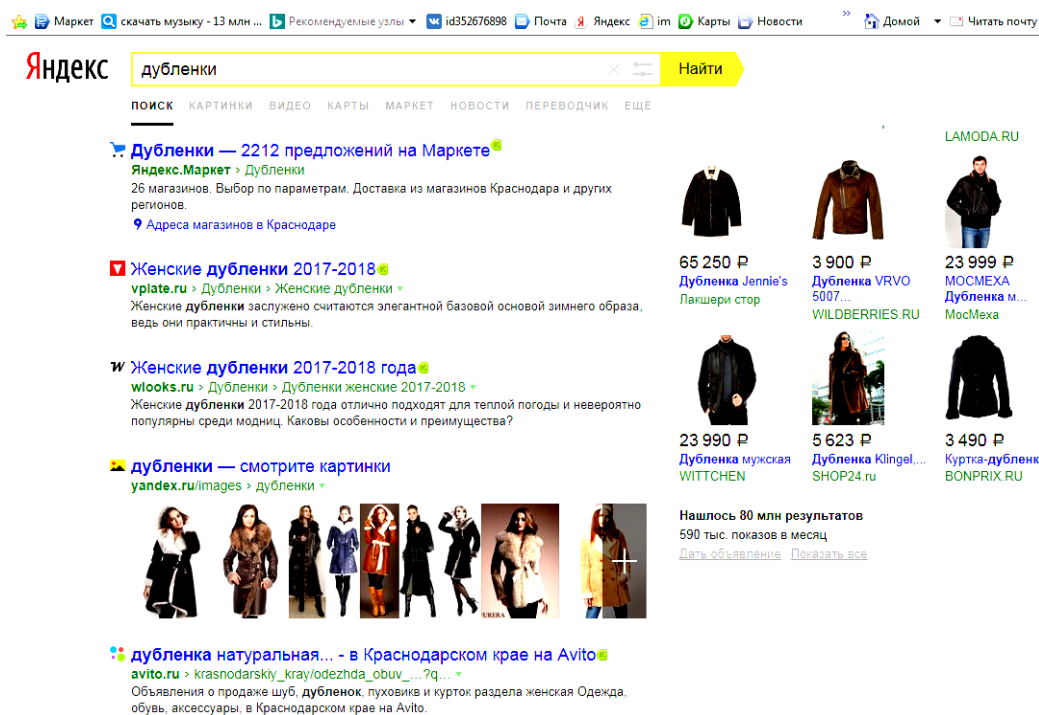 Маркет скачать музыку - 13 млн ... Рекомендуемые узлы id352676898 Почта Яндекс im Карты Новости » Домой Читать почту
Яндекс
дубленки
Найти
ПОИСК КАРТИНКИ ВИДЕО КАРТЫ МАРКЕТ НОВОСТИ ПЕРЕВОДЧИК ЕЩЁ
Дубленки — 2212 предложений на Маркете
Яндекс.Маркет › Дубленки
26 магазинов. Выбор по параметрам. Доставка из магазинов Краснодара и других
регионов.
Адреса магазинов в Краснодаре
Женские дубленки 2017-2018
vplate.ru › Дубленки › Женские дубленки
Женские дубленки заслужено считаются элегантной базовой основой зимнего образа,
ведь они практичны и стильны.
Женские дубленки 2017-2018 года
wlooks.ru › Дубленки › Дубленки женские 2017-2018
Женские дубленки 2017-2018 года отлично подходят для теплой погоды и невероятно
популярны среди модниц. Каковы особенности и преимущества?
дубленки — смотрите картинки
yandex.ru/images › дубленки
PURERA
дубленка натуральная... - в Краснодарском крае на Avito
avito.ru › krasnodarskiy_kray/odezhda_obuv_...?q...
Объявления о продаже шуб, дубленок, пуховикв и курток раздела женская Одежда,
обувь, аксессуары, в Краснодарском крае на Avito.
LAMODA.RU
65 250 ₽
Дубленка Jennie's
Лакшери стор
3 900 ₽
Дубленка VRVO
5007...
WILDBERRIES.RU
23 999 ₽
МОСМЕХА
Дубленка м...
МосМеха
23 990 ₽
Дубленка мужская
WITTCHEN
5 623 ₽
Дубленка Klingel,...
SHOP24.ru
3 490 ₽
Куртка-дубленк
BONPRIX.RU
Нашлось 80 млн результатов
590 тыс. показов в месяц
Дать объявление Показать все